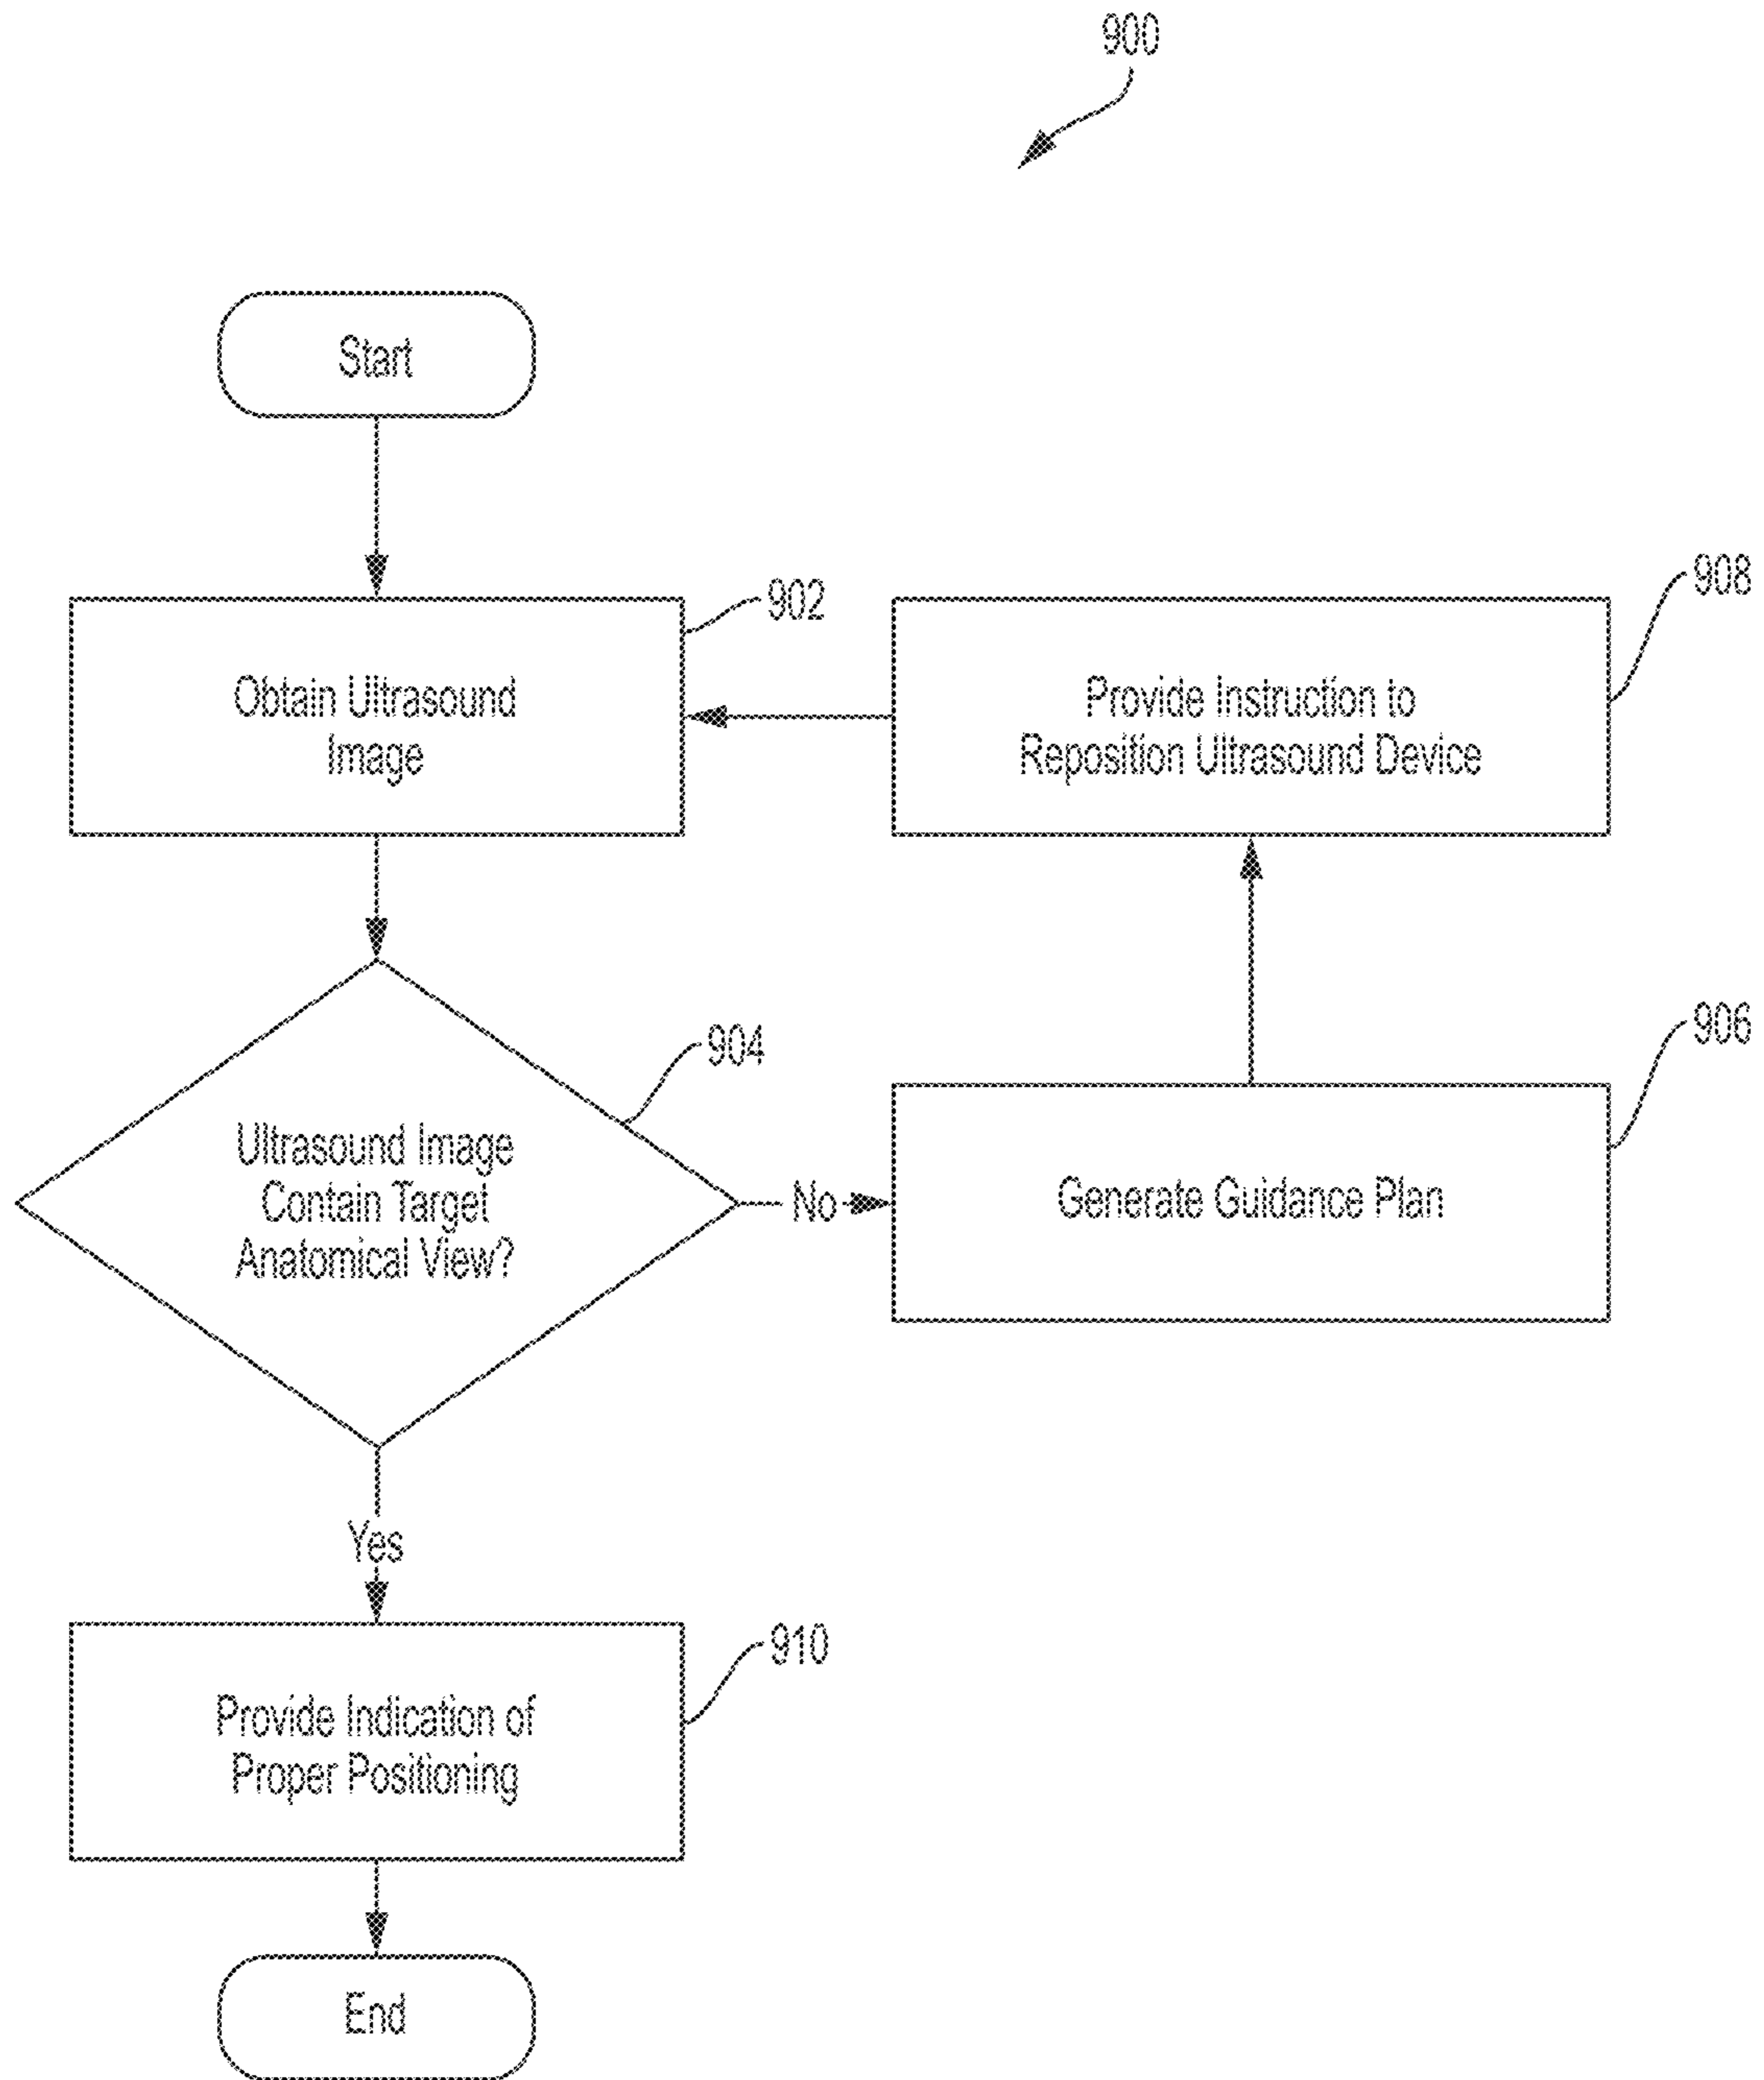 900
Start
902
Obtain Ultrasound
Image
908
Provide Instruction to
Reposition Ultrasound Device
904
Ultrasound Image
Contain Target
Anatomical View?
No
906
Generate Guidance Plan
Yes
910
Provide Indication of
Proper Positioning
End